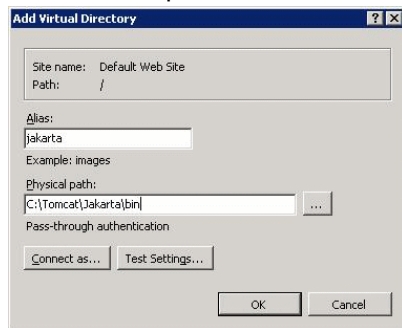 Add Virtual Directory
Site name: Default Web Site
Path: /
Alias:
jakarta
Example: images
Physical path:
C:\Tomcat\Jakarta\bin
...
Pass-through authentication
Connect as... Test Settings...
OK Cancel